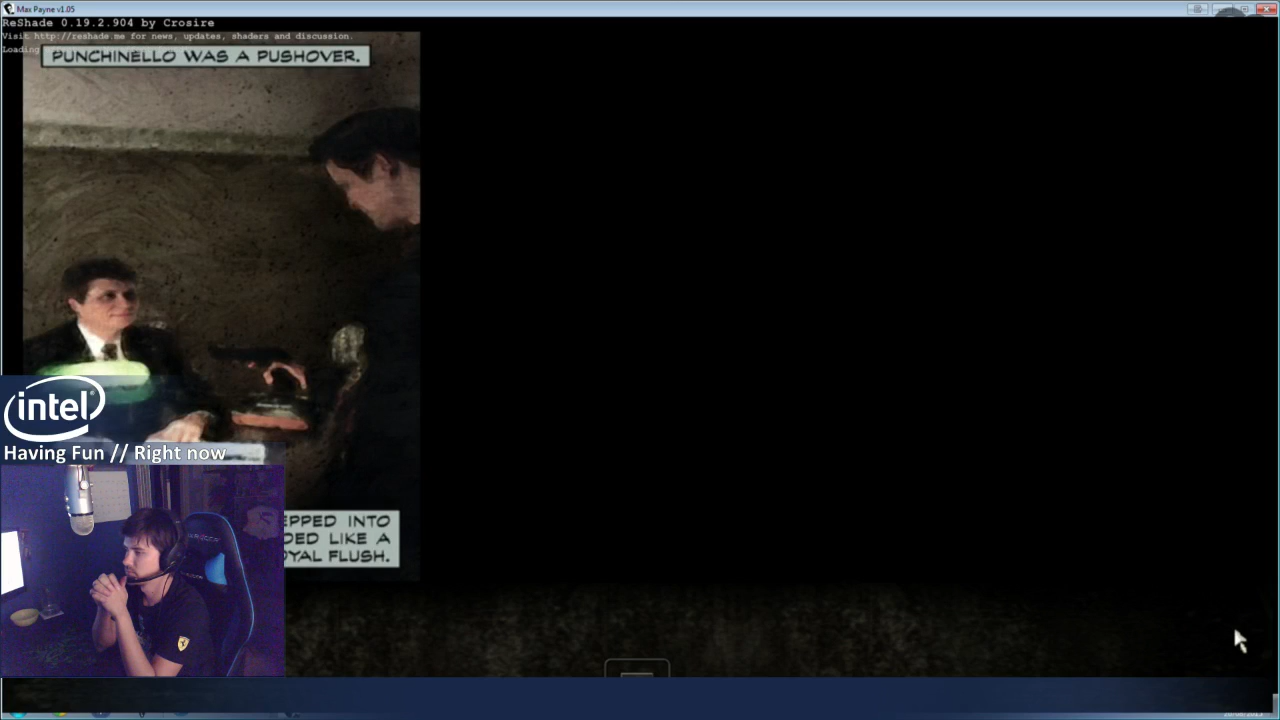 Max Payne v1.05
ReShade 0.19.2.904 by Crosire
Visit http://reshade.me for news, updates, shaders and discussion.
Loading
PUNCHINELLO WAS A PUSHOVER.
intel
Having Fun // Right now
EPPED INTO
DED LIKE A
OYAL FLUSH.